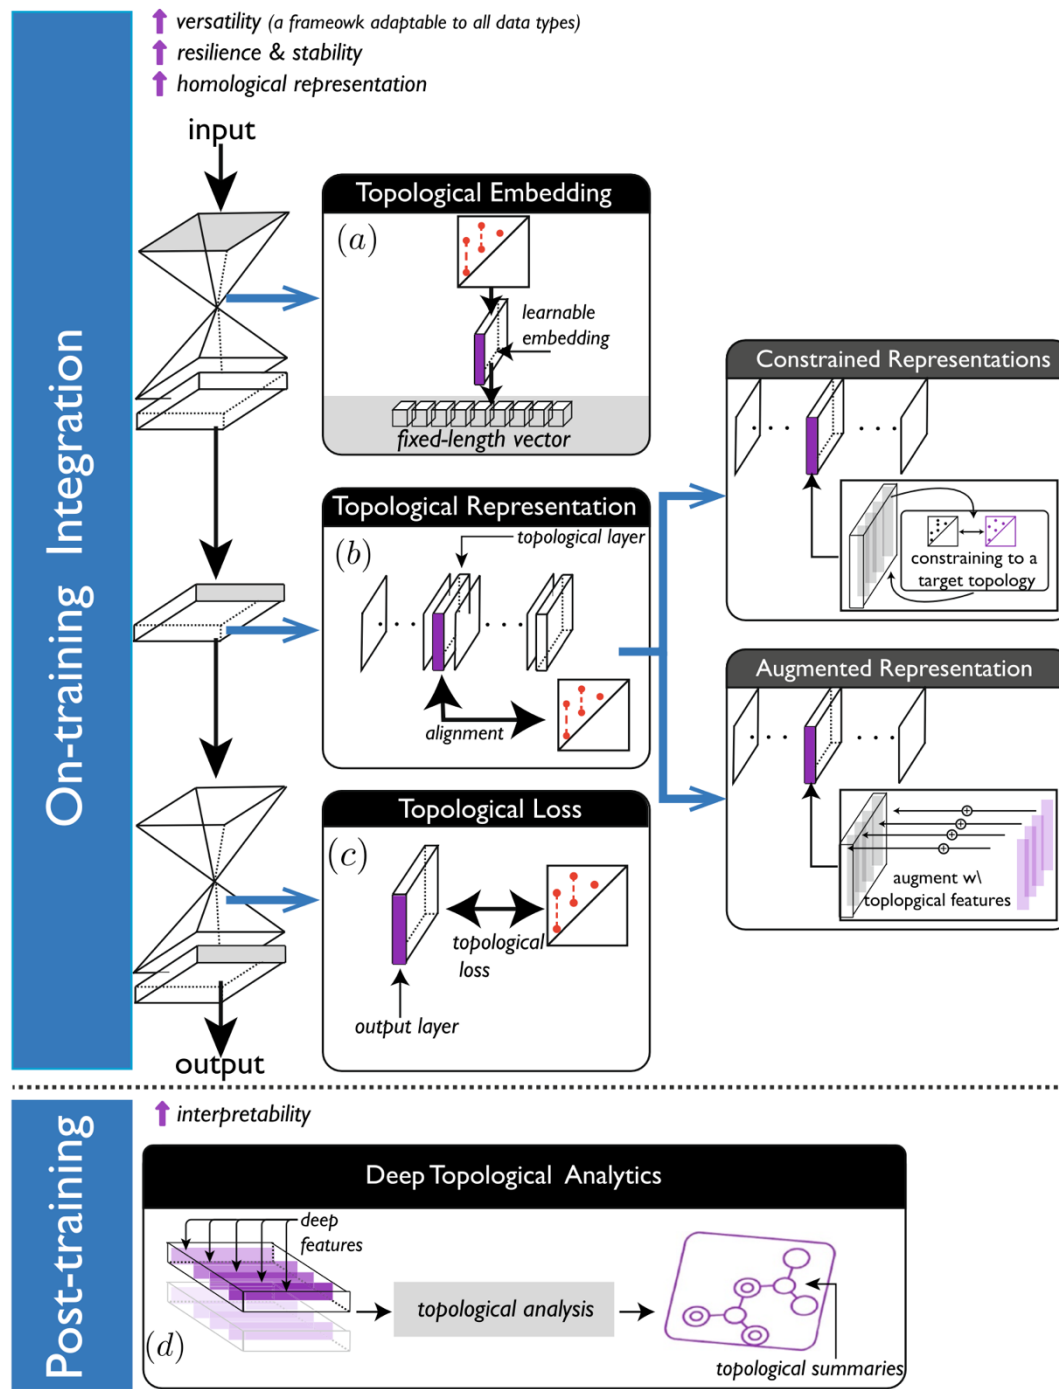 versatility (a frameowk adaptable to all data types)
resilience & stability
homological representation
On-training Integration
input
Topological Embedding
(a)
learnable
embedding
fixed-length vector
Topological Representation
(b)
topological layer
alignment
Topological Loss
(c)
topological
loss
output layer
output
Constrained Representations
constraining to a
target topology
Augmented Representation
augment w\
toplopgical features
Post-training
interpretability
Deep Topological Analytics
deep
features
topological analysis
(d)
topological summaries